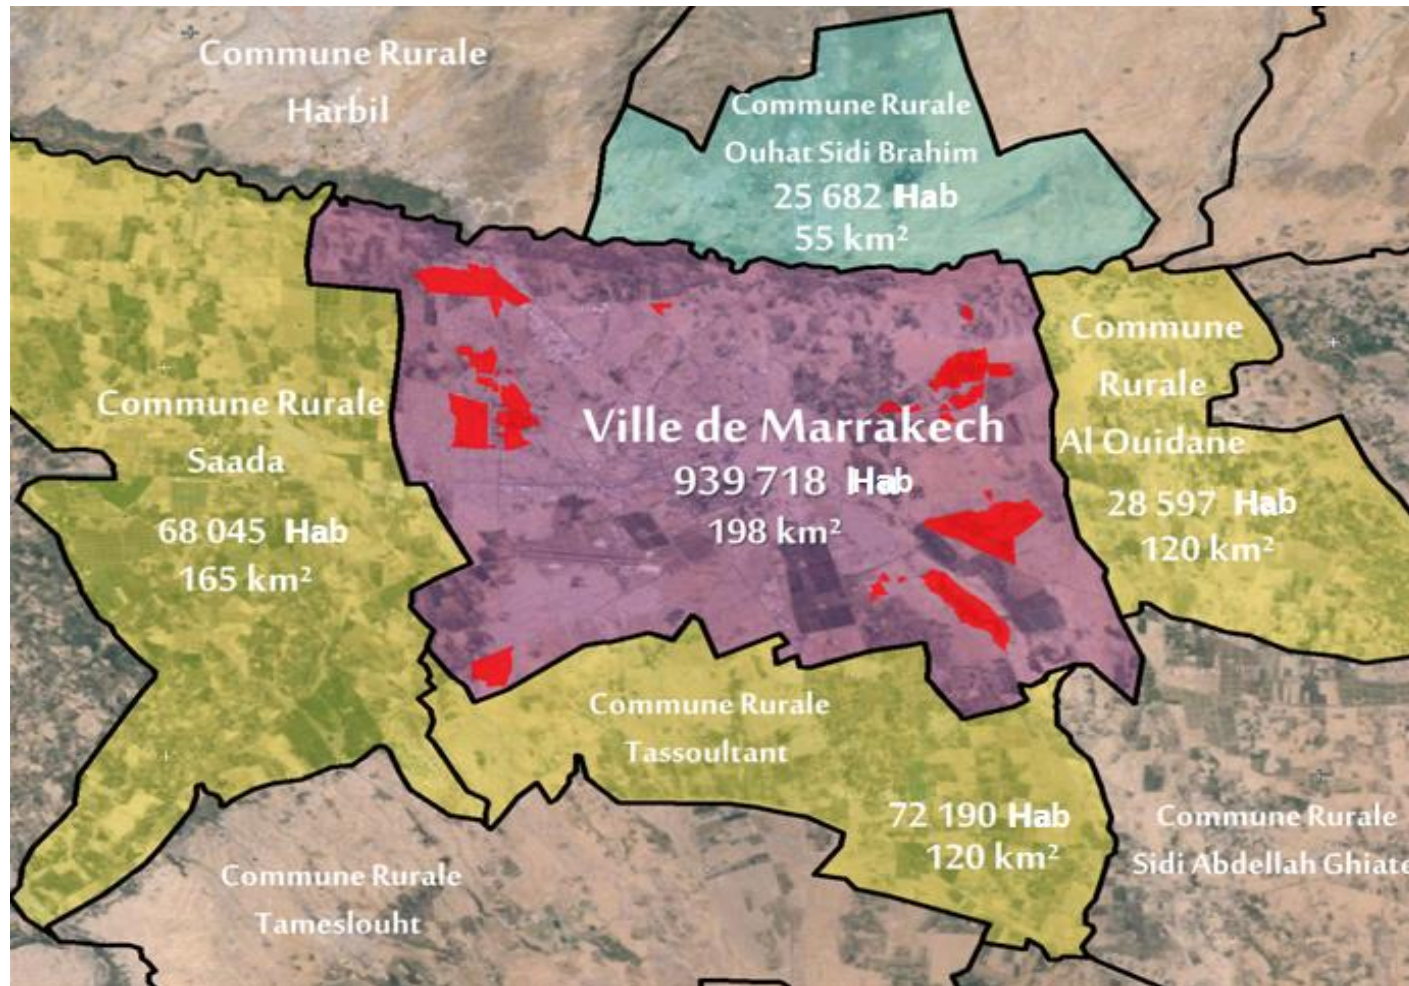 Commune Rurale
Harbil
Commune Rurale
Ouhat Sidi Brahim
25 682 Hab
55 km²
Commune
Rurale
Al Ouidane
28 597 Hab
120 km²
Commune Rurale
Saada
68 045 Hab
165 km²
Ville de Marrakech
939 718 Hab
198 km²
Commune Rurale
Tassoultant
72 190 Hab
120 km²
Commune Rurale
Sidi Abdellah Ghiate
Commune Rurale
Tameslouht